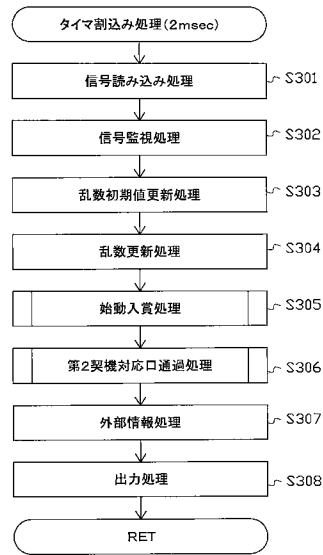 タイマ割込み処理(2msec)
信号読み込み処理 S301
信号監視処理 S302
乱数初期値更新処理 S303
乱数更新処理 S304
始動入賞処理 S305
第2契機対応口通過処理 S306
外部情報処理 S307
出力処理 S308
RET